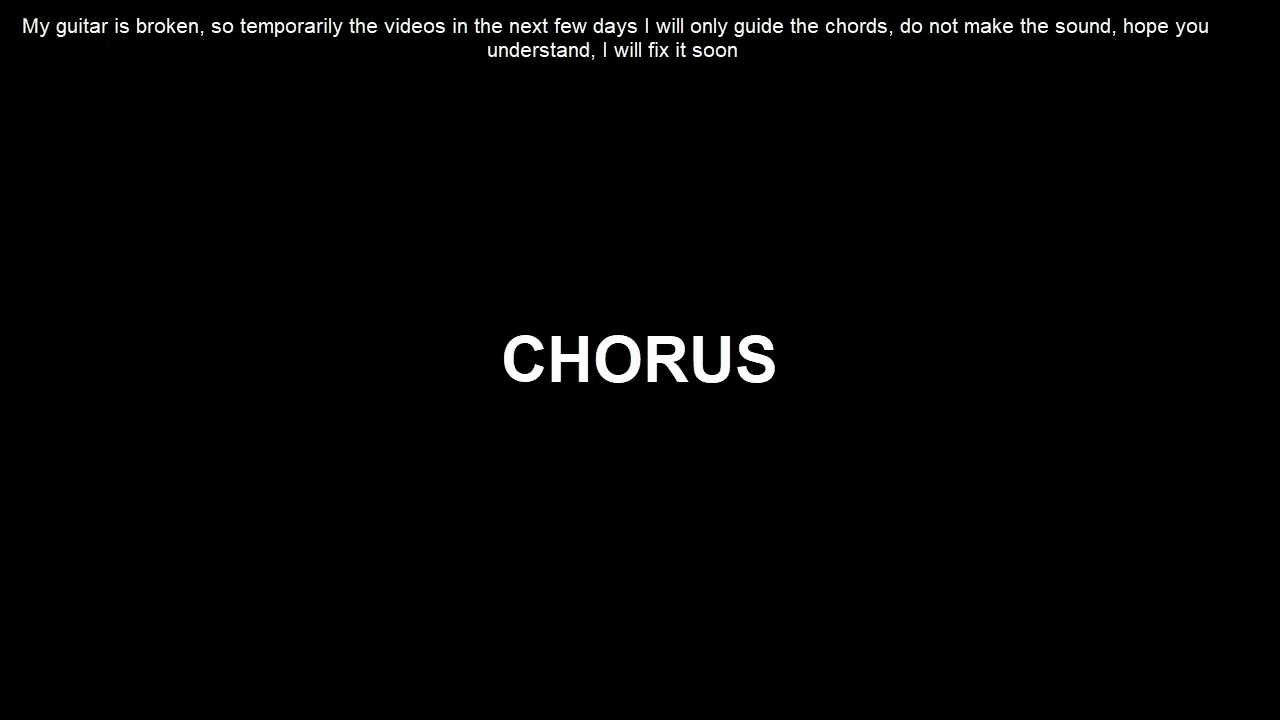 My guitar is broken, so temporarily the videos in the next few days I will only guide the chords, do not make the sound, hope you
understand, I will fix it soon
CHORUS